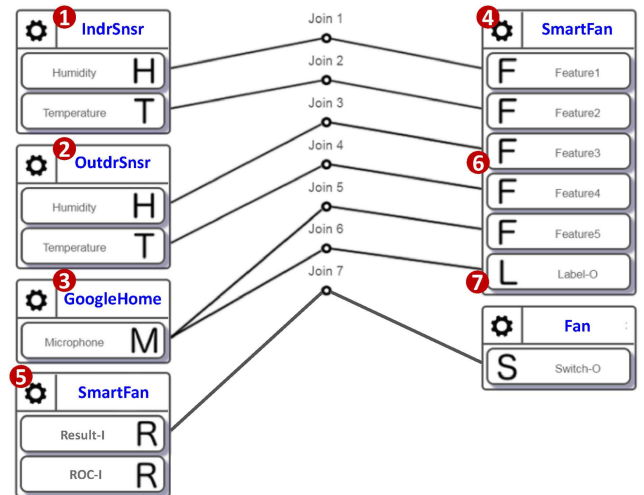 1 IndrSnsr
Humidity H
Temperature T
2 OutdrSnsr
Humidity H
Temperature T
3 GoogleHome
Microphone M
5 SmartFan
Result-I R
ROC-I R
Join 1
Join 2
Join 3
Join 4
Join 5
Join 6
Join 7
4 SmartFan
F Feature1
F Feature2
F Feature3
6
F Feature4
F Feature5
7 L Label-O
Fan
S Switch-O